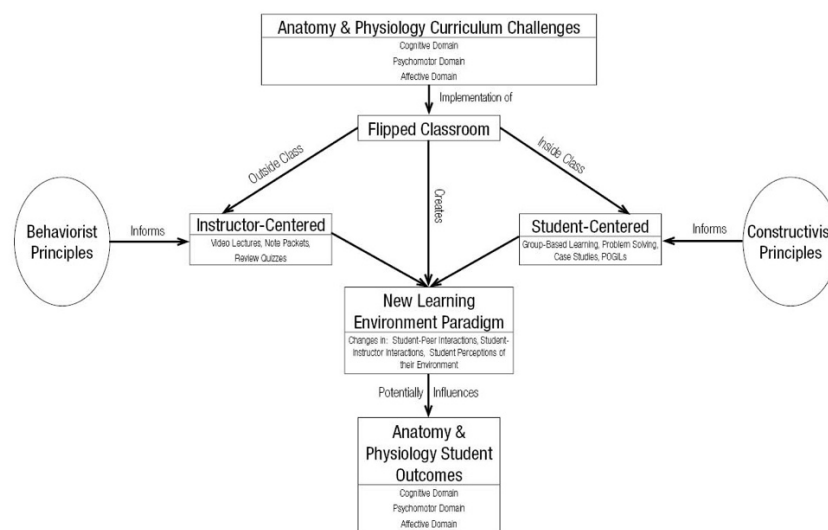 Anatomy & Physiology Curriculum Challenges
Cognitive Domain
Psychomotor Domain
Affective Domain
Implementation of
Flipped Classroom
Outside Class
Creates
Inside Class
Behaviorist
Principles
Informs
Instructor-Centered
Video Lectures, Note Packets,
Review Quizzes
Student-Centered
Group-Based Learning, Problem Solving,
Case Studies, POGILs
Informs
Constructivis
Principles
New Learning
Environment Paradigm
Changes in: Student-Peer Interactions, Student-
Instructor Interactions, Student Perceptions of
their Environment
Potentially Influences
Anatomy &
Physiology Student
Outcomes
Cognitive Domain
Psychomotor Domain
Affective Domain